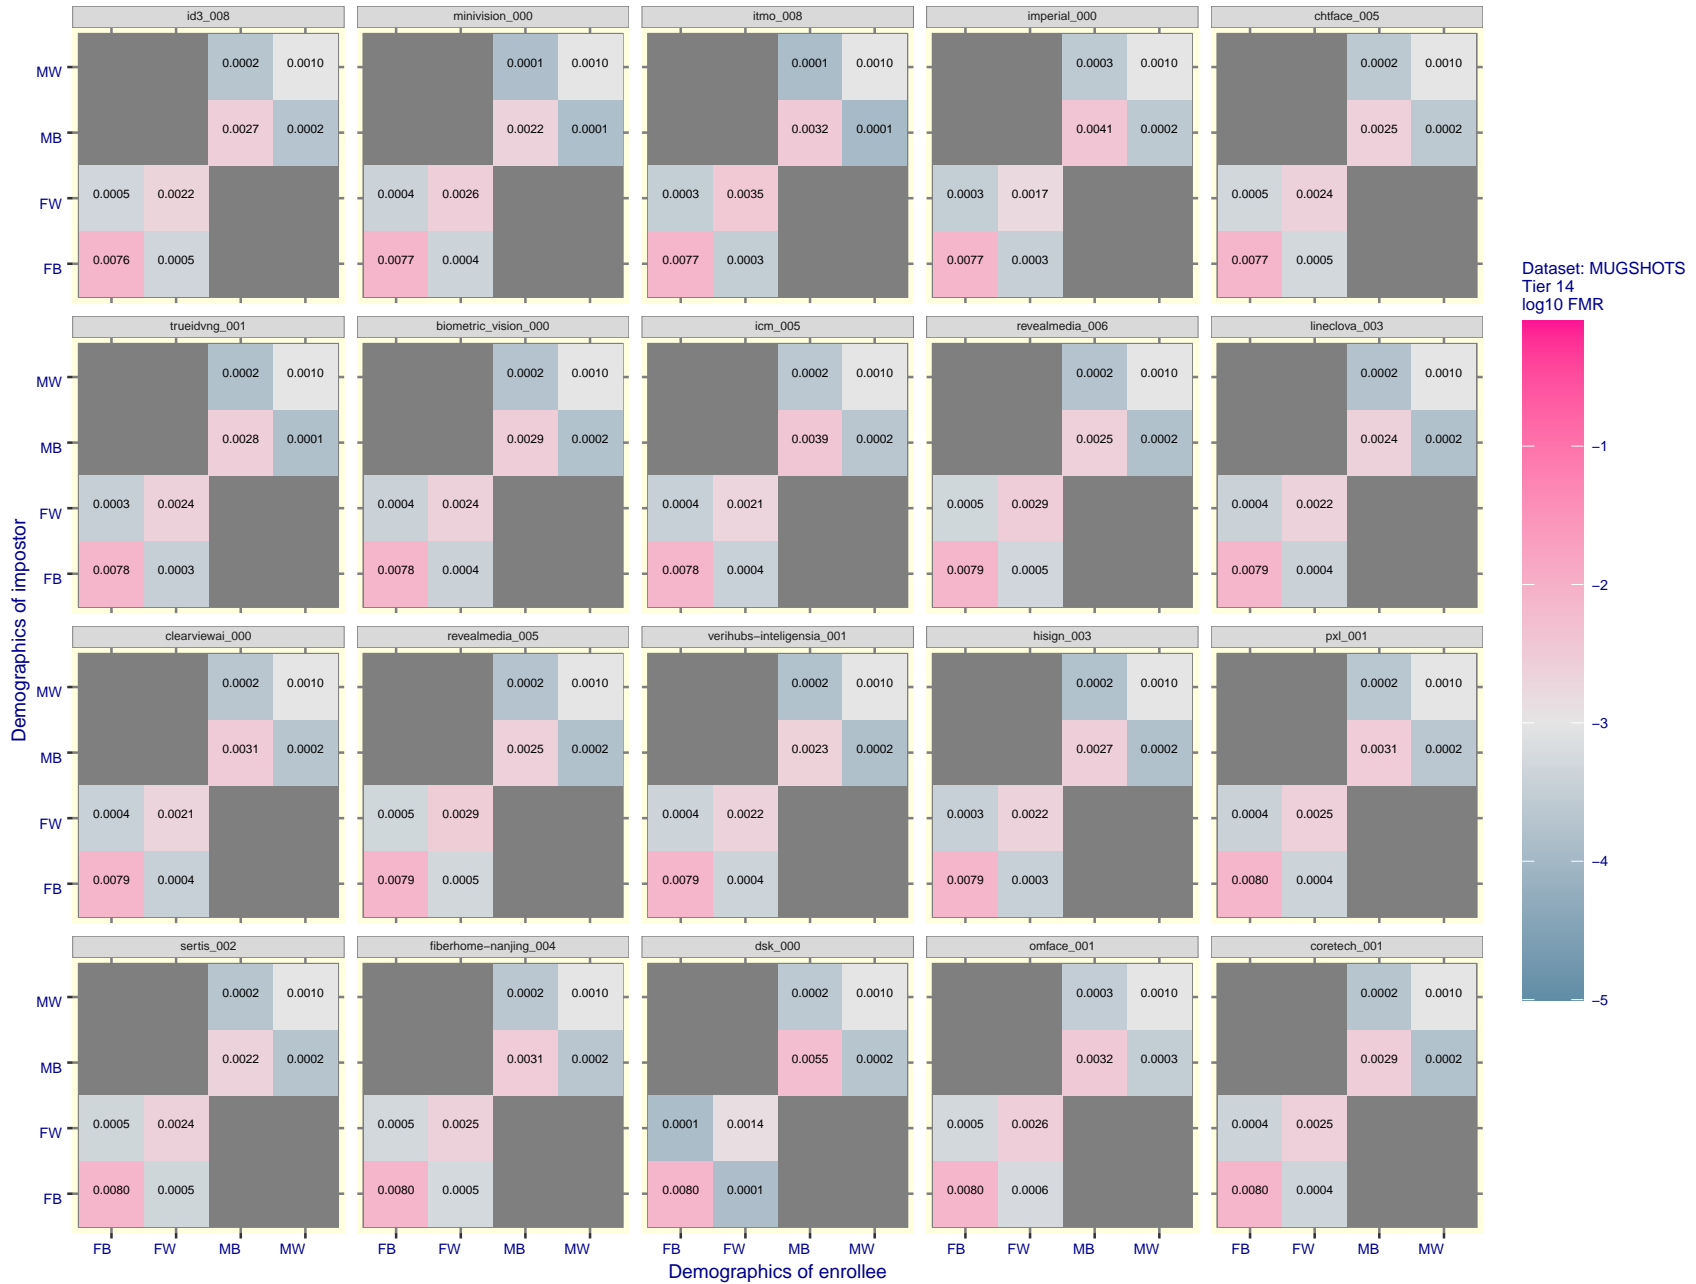 id3_008 minivision_000 itmo_008 imperial_000 chtface_005
MW 0.0002 0.0010 0.0001 0.0010 0.0001 0.0010 0.0003 0.0010 0.0002 0.0010
MB 0.0027 0.0002 0.0022 0.0001 0.0032 0.0001 0.0041 0.0002 0.0025 0.0002
FW 0.0005 0.0022 0.0004 0.0026 0.0003 0.0035 0.0003 0.0017 0.0005 0.0024
FB 0.0076 0.0005 0.0077 0.0004 0.0077 0.0003 0.0077 0.0003 0.0077 0.0005
trueidvng_001 biometric_vision_000 icm_005 revealmedia_006 lineclova_003
MW 0.0002 0.0010 0.0002 0.0010 0.0002 0.0010 0.0002 0.0010 0.0002 0.0010
MB 0.0028 0.0001 0.0029 0.0002 0.0039 0.0002 0.0025 0.0002 0.0024 0.0002
FW 0.0003 0.0024 0.0004 0.0024 0.0004 0.0021 0.0005 0.0029 0.0004 0.0022
FB 0.0078 0.0003 0.0078 0.0004 0.0078 0.0004 0.0079 0.0005 0.0079 0.0004
clearviewai_000 revealmedia_005 verihubs−inteligensia_001 hisign_003 pxl_001
MW 0.0002 0.0010 0.0002 0.0010 0.0002 0.0010 0.0002 0.0010 0.0002 0.0010
MB 0.0031 0.0002 0.0025 0.0002 0.0023 0.0002 0.0027 0.0002 0.0031 0.0002
FW 0.0004 0.0021 0.0005 0.0029 0.0004 0.0022 0.0003 0.0022 0.0004 0.0025
FB 0.0079 0.0004 0.0079 0.0005 0.0079 0.0004 0.0079 0.0003 0.0080 0.0004
sertis_002 fiberhome−nanjing_004 dsk_000 omface_001 coretech_001
MW 0.0002 0.0010 0.0002 0.0010 0.0002 0.0010 0.0003 0.0010 0.0002 0.0010
MB 0.0022 0.0002 0.0031 0.0002 0.0055 0.0002 0.0032 0.0003 0.0029 0.0002
FW 0.0005 0.0024 0.0005 0.0025 0.0001 0.0014 0.0005 0.0026 0.0004 0.0025
FB 0.0080 0.0005 0.0080 0.0005 0.0080 0.0001 0.0080 0.0006 0.0080 0.0004
FB FW MB MW FB FW MB MW FB FW MB MW FB FW MB MW FB FW MB MW
Demographics of enrollee
Demographics of impostor
Dataset: MUGSHOTS
Tier 14
log10 FMR
−1
−2
−3
−4
−5